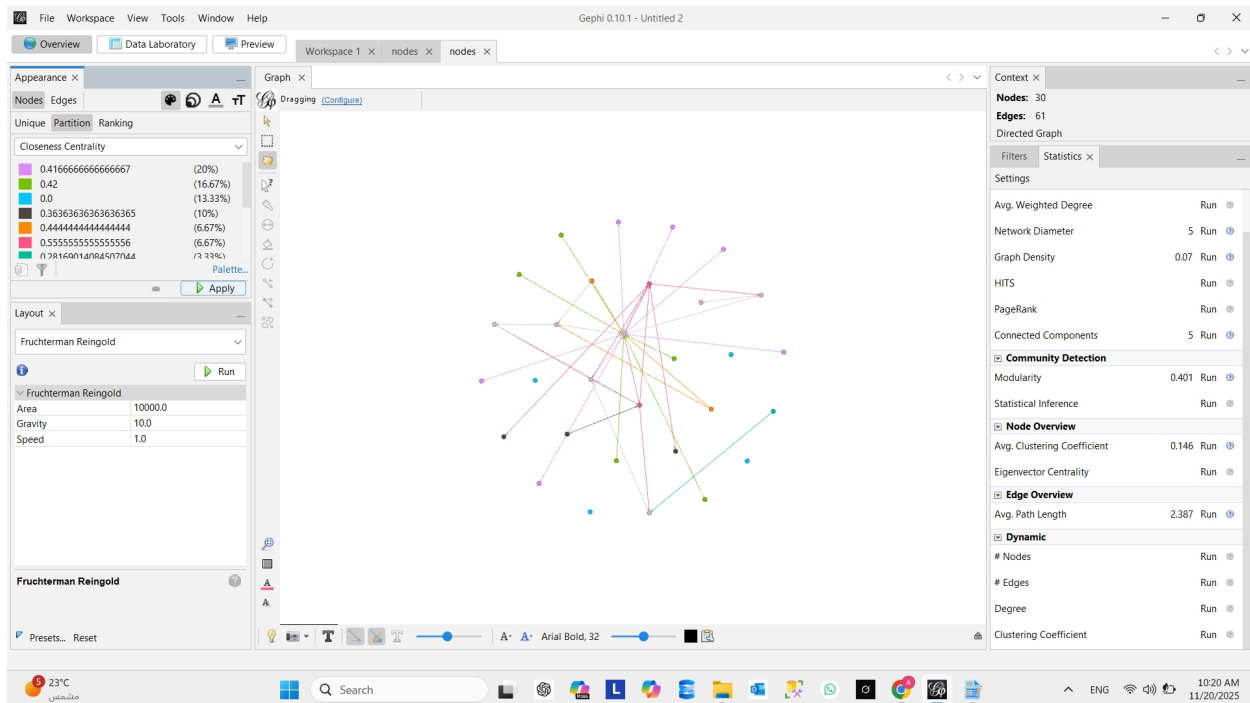 File Workspace View Tools Window Help
Gephi 0.10.1 - Untitled 2
Overview Data Laboratory Preview
Workspace 1 nodes nodes
Appearance
Nodes Edges
Unique Partition Ranking
Closeness Centrality
0.4166666666666667 (20%)
0.42 (16.67%)
0.0 (13.33%)
0.36363636363636365 (10%)
0.4444444444444444 (6.67%)
0.5555555555555556 (6.67%)
0.28169014084507044 (3.33%)
Palette...
Apply
Layout
Fruchterman Reingold
Run
Fruchterman Reingold
Area 10000.0
Gravity 10.0
Speed 1.0
Fruchterman Reingold
Presets... Reset
Graph
Dragging (Configure)
Arial Bold, 32
Context
Nodes: 30
Edges: 61
Directed Graph
Filters Statistics
Settings
Avg. Weighted Degree Run
Network Diameter 5 Run
Graph Density 0.07 Run
HITS Run
PageRank Run
Connected Components 5 Run
Community Detection
Modularity 0.401 Run
Statistical Inference Run
Node Overview
Avg. Clustering Coefficient 0.146 Run
Eigenvector Centrality Run
Edge Overview
Avg. Path Length 2.387 Run
Dynamic
# Nodes Run
# Edges Run
Degree Run
Clustering Coefficient Run
5
23°C
مشمس
Search
ENG
10:20 AM
11/20/2025